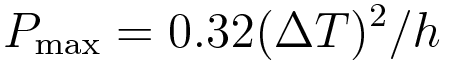 P_max = 0.32(ΔT)²/h